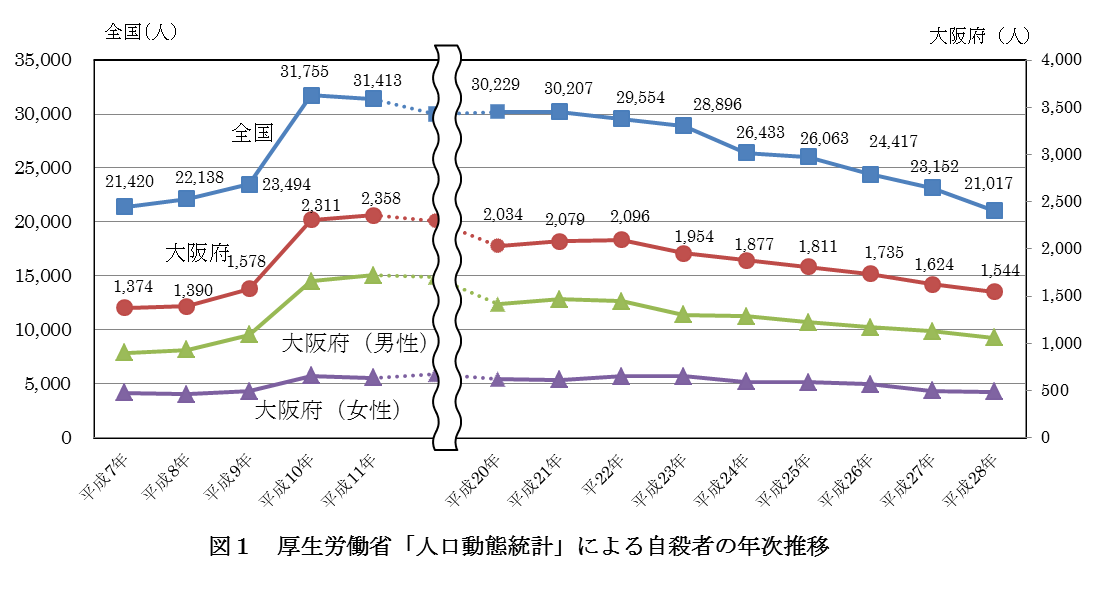 全国(人)
大阪府（人）
35,000
30,000
25,000
20,000
15,000
10,000
5,000
0
4,000
3,500
3,000
2,500
2,000
1,500
1,000
500
0
全国
21,420
22,138
23,494
31,755
31,413
30,229
30,207
29,554
28,896
26,433
26,063
24,417
23,152
21,017
大阪府
1,374
1,390
1,578
2,311
2,358
2,034
2,079
2,096
1,954
1,877
1,811
1,735
1,624
1,544
大阪府（男性）
大阪府（女性）
平成7年
平成8年
平成9年
平成10年
平成11年
平成20年
平成21年
平22年
平成23年
平成24年
平成25年
平成26年
平成27年
平成28年
図１　厚生労働省「人口動態統計」による自殺者の年次推移